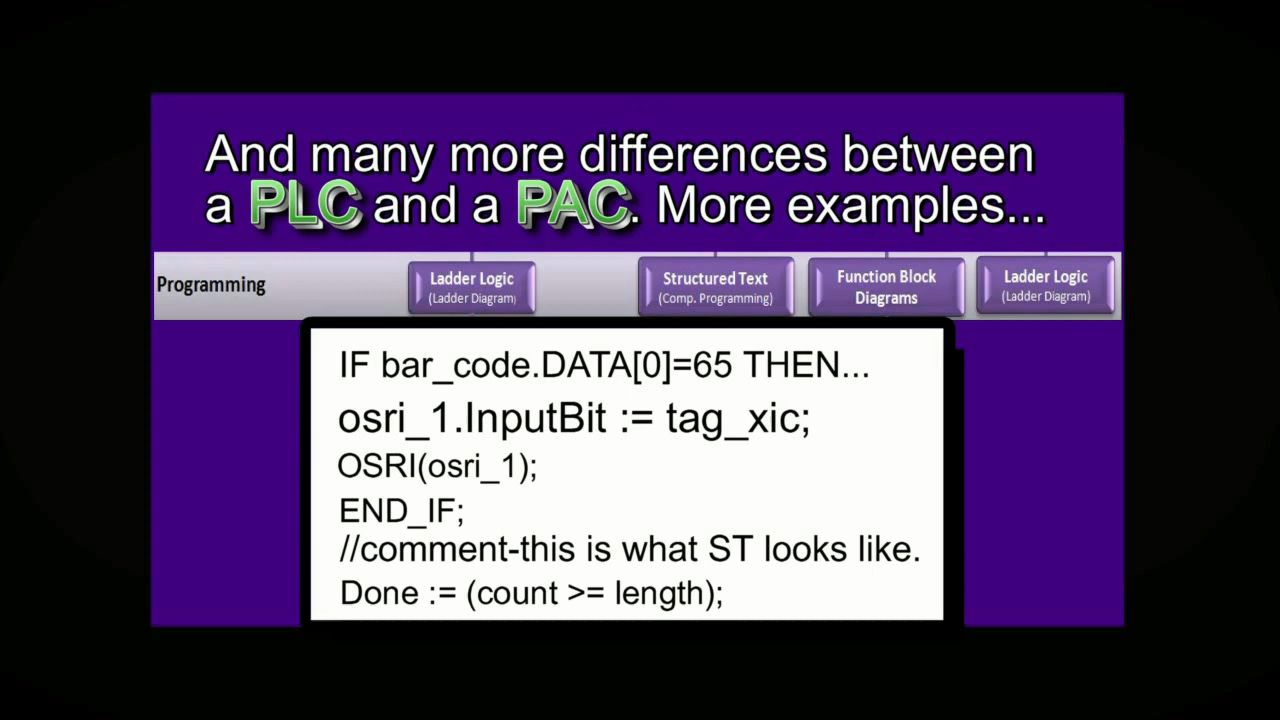 And many more differences between
a PLC and a PAC. More examples...
Programming
Ladder Logic
(Ladder Diagram)
Structured Text
(Comp. Programming)
Function Block
Diagrams
Ladder Logic
(Ladder Diagram)
IF bar_code.DATA[0]=65 THEN...
osri_1.InputBit := tag_xic;
OSRI(osri_1);
END_IF;
//comment-this is what ST looks like.
Done := (count >= length);